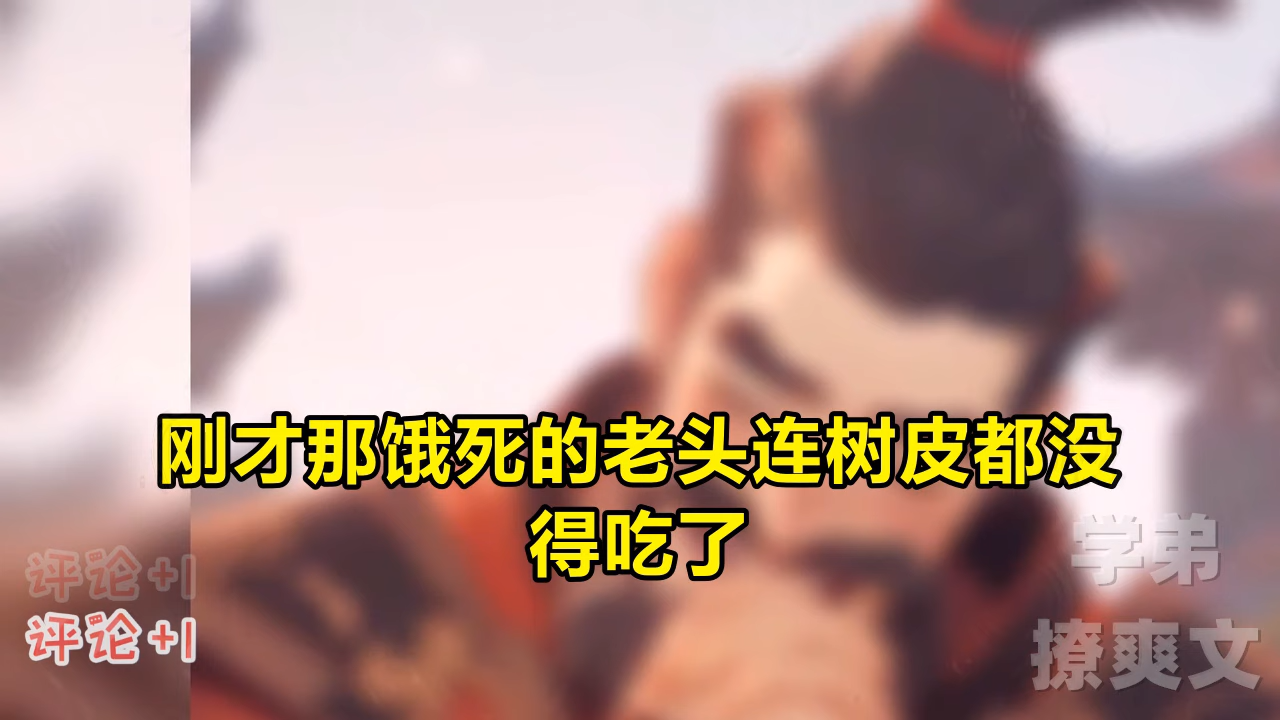 刚才那饿死的老头连树皮都没
得吃了
评论+1
评论+1
学弟
撩爽文